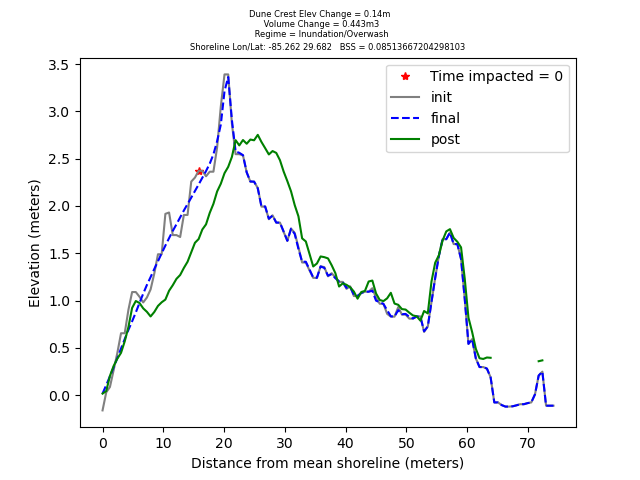 Dune Crest Elev Change = 0.14m
Volume Change = 0.443m3
Regime = Inundation/Overwash
Shoreline Lon/Lat: -85.262 29.682 BSS = 0.08513667204298103
Time impacted = 0
init
final
post
3.5
3.0
2.5
2.0
1.5
1.0
0.5
0.0
Elevation (meters)
0 10 20 30 40 50 60 70
Distance from mean shoreline (meters)